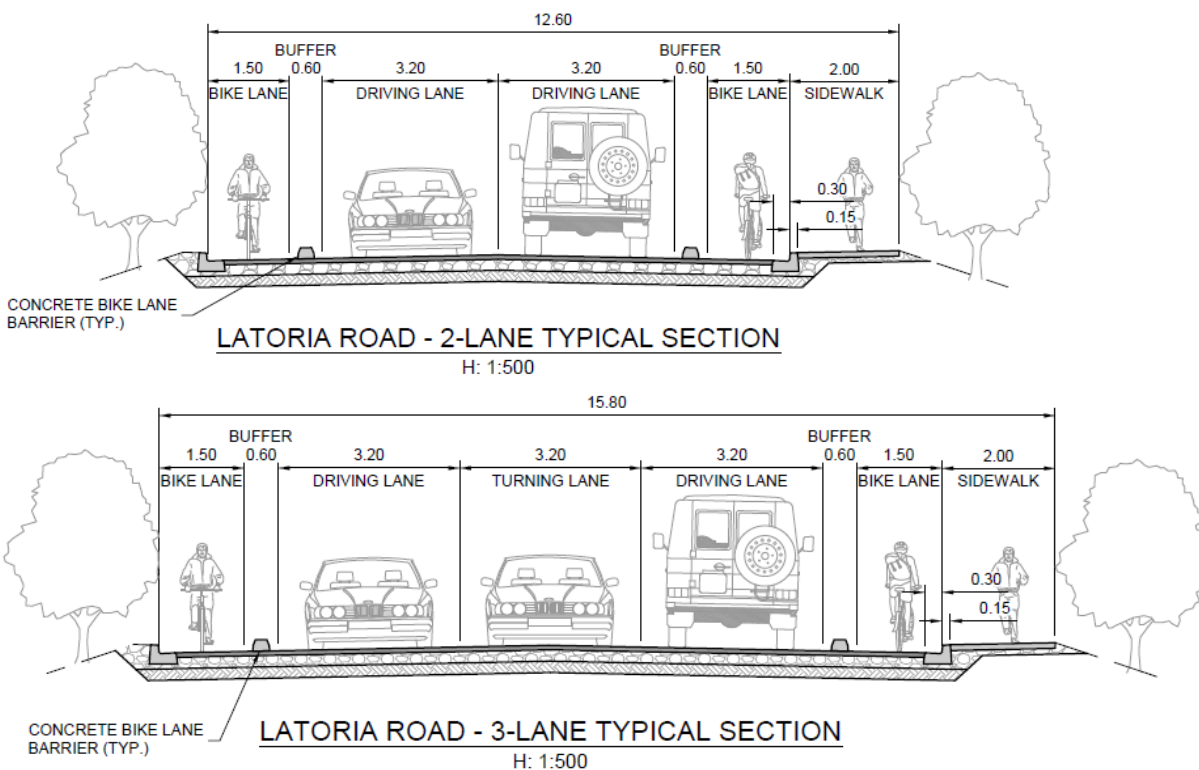 12.60
BUFFER BUFFER
1.50 0.60 3.20 3.20 0.60 1.50 2.00
BIKE LANE DRIVING LANE DRIVING LANE BIKE LANE SIDEWALK
0.30
0.15
CONCRETE BIKE LANE
BARRIER (TYP.)
LATORIA ROAD - 2-LANE TYPICAL SECTION
H: 1:500
15.80
BUFFER BUFFER
1.50 0.60 3.20 3.20 3.20 0.60 1.50 2.00
BIKE LANE DRIVING LANE TURNING LANE DRIVING LANE BIKE LANE SIDEWALK
0.30
0.15
CONCRETE BIKE LANE
BARRIER (TYP.)
LATORIA ROAD - 3-LANE TYPICAL SECTION
H: 1:500